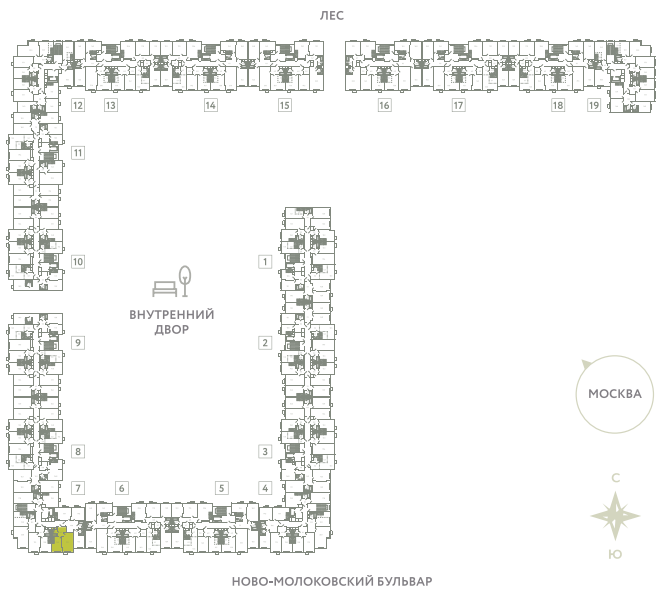 ЛЕС
12 13 14 15 16 17 18 19
11
10 1
ВНУТРЕННИЙ
ДВОР
9 2
МОСКВА
8 3
7 6 5 4
С
Ю
НОВО-МОЛОКОВСКИЙ БУЛЬВАР